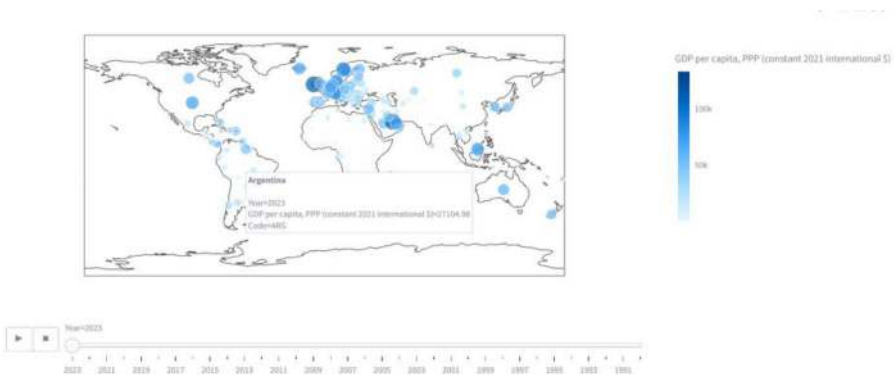 GDP per capita, PPP (constant 2021 international $)
100k
50k
Argentina
Year=2023
GDP per capita, PPP (constant 2021 international $)=27104.98
Code=ARG
Year=2023
2023 2021 2019 2017 2015 2013 2011 2009 2007 2005 2003 2001 1999 1997 1995 1993 1991